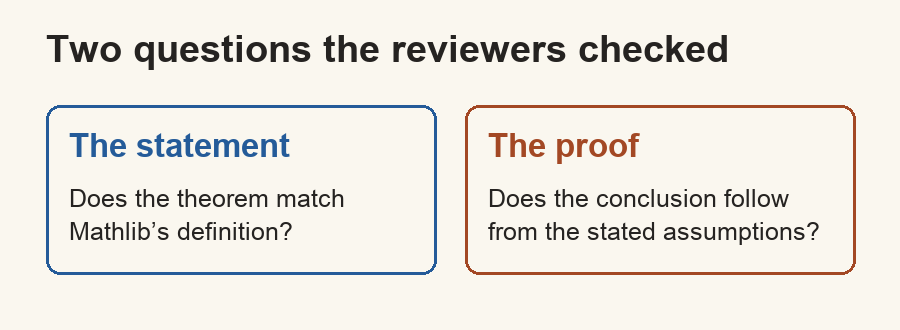 Two questions the reviewers checked
The statement
Does the theorem match
Mathlib’s definition?
The proof
Does the conclusion follow
from the stated assumptions?